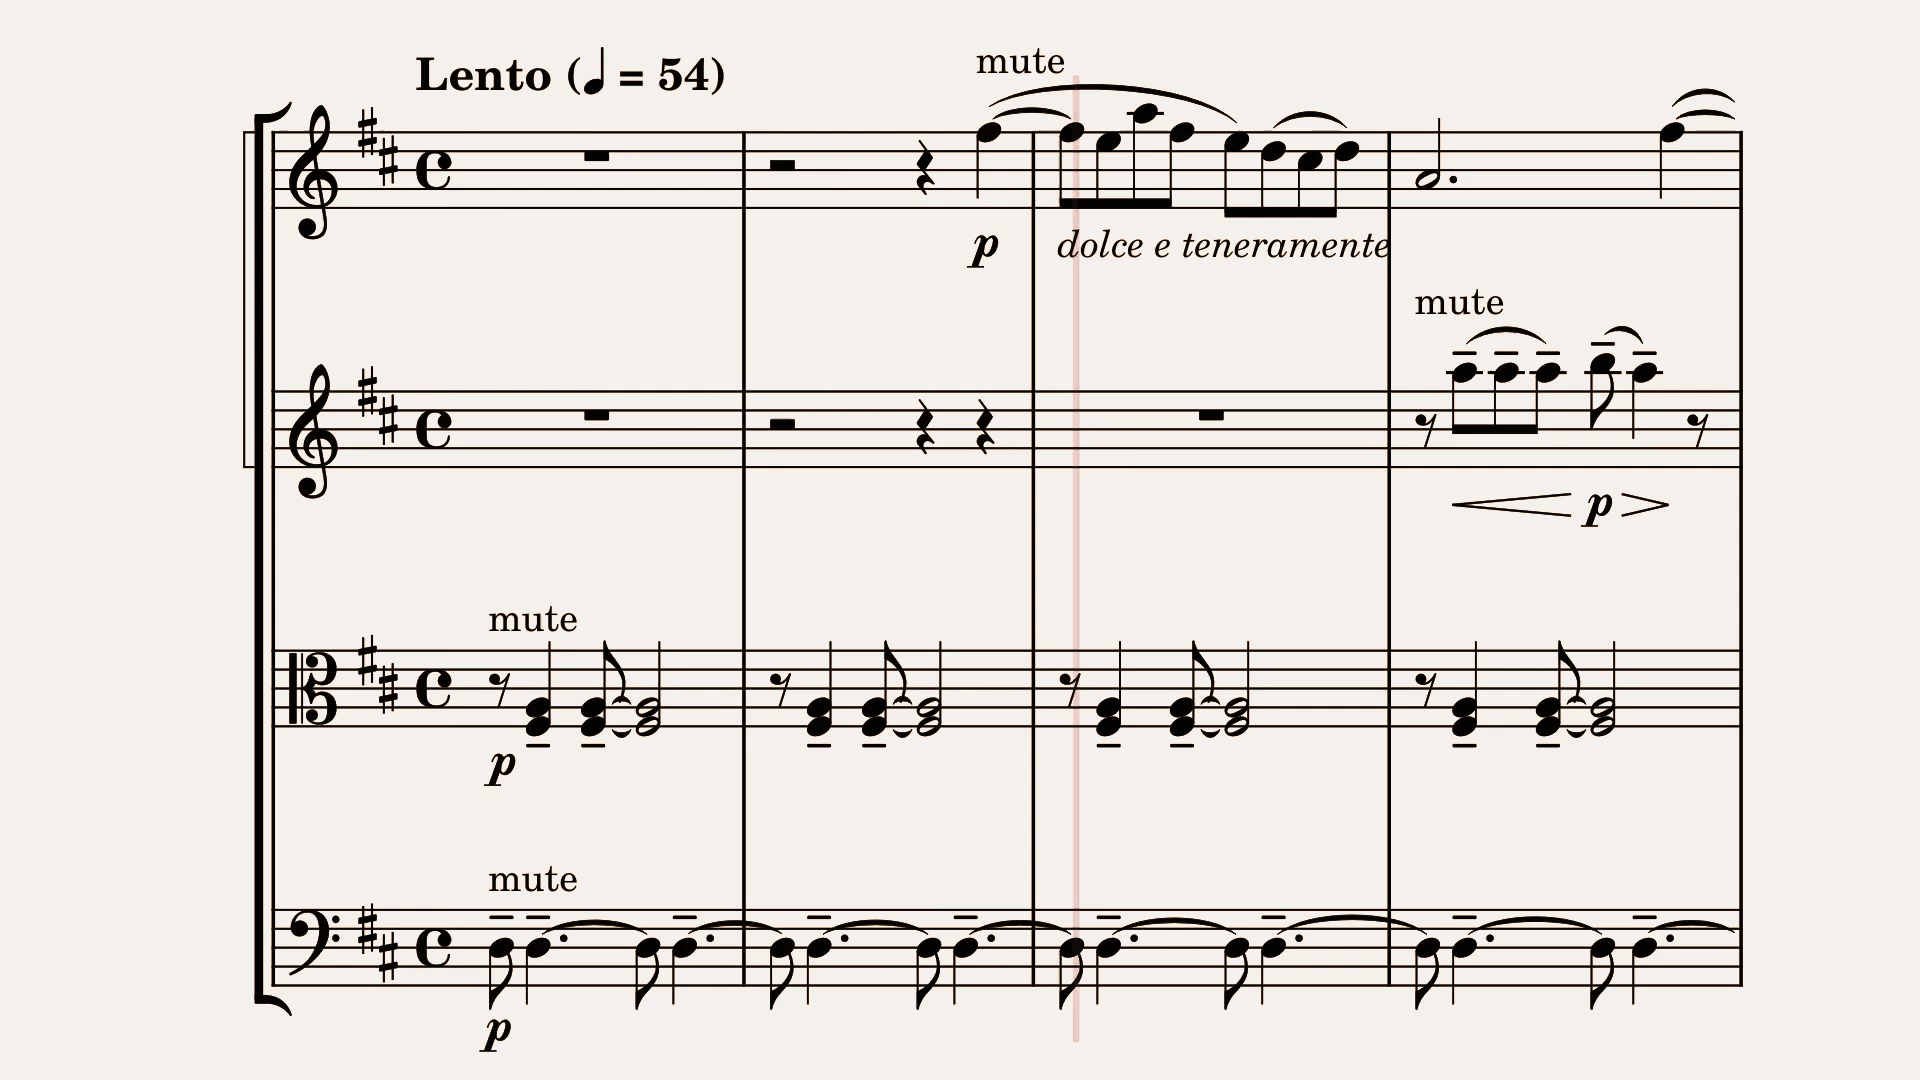 mute
Lento (♩ = 54)
p
dolce e teneramente
mute
p
mute
p
mute
p